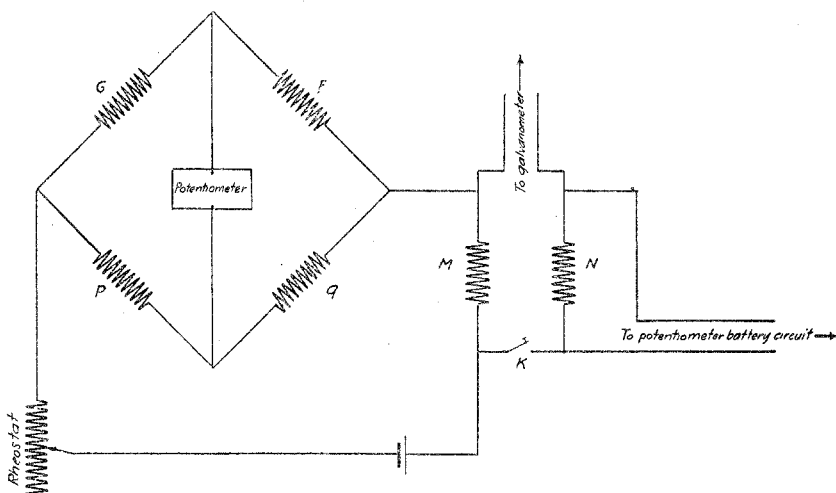 G
F
To galvanometer
Potentiometer
M
N
P
Q
To potentiometer battery circuit
K
Rheostat